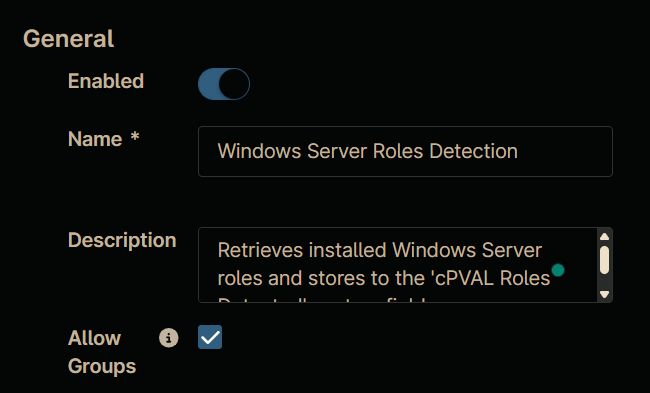 General
Enabled
Name *
Windows Server Roles Detection
Description
Retrieves installed Windows Server
roles and stores to the 'cPVAL Roles
Allow
Groups